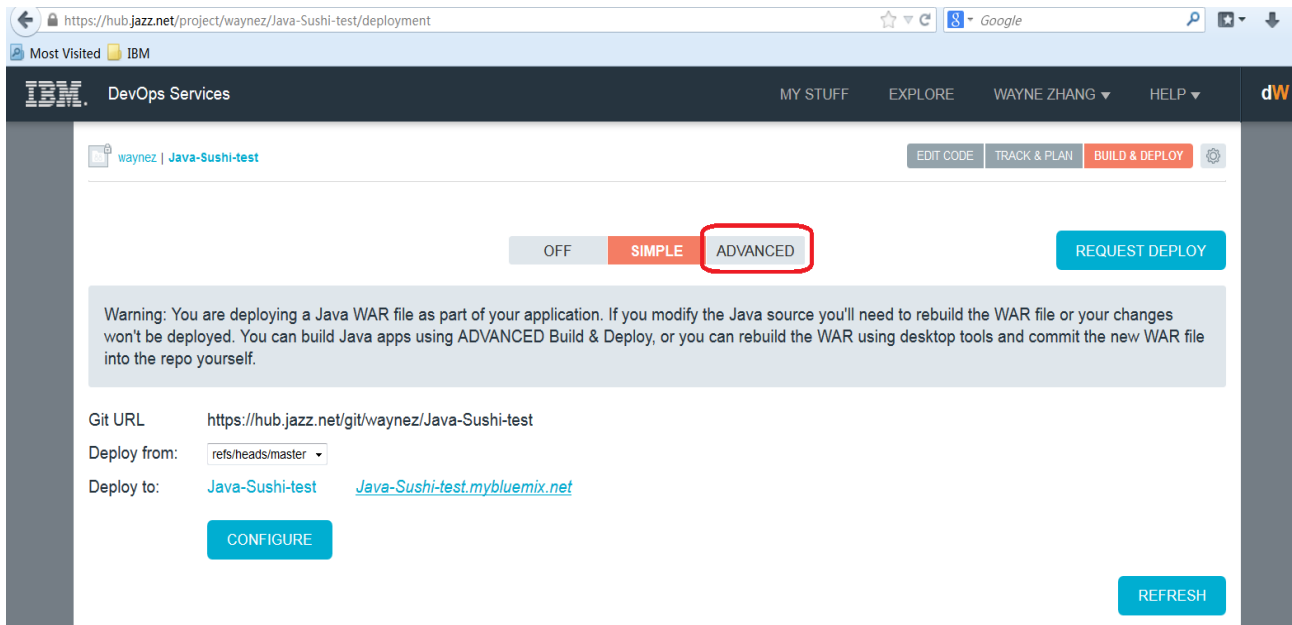 https://hub.jazz.net/project/waynez/Java-Sushi-test/deployment
8 Google
Most Visited IBM
IBM. DevOps Services MY STUFF EXPLORE WAYNE ZHANG HELP dW
waynez | Java-Sushi-test EDIT CODE TRACK & PLAN BUILD & DEPLOY
OFF SIMPLE ADVANCED REQUEST DEPLOY
Warning: You are deploying a Java WAR file as part of your application. If you modify the Java source you'll need to rebuild the WAR file or your changes
won't be deployed. You can build Java apps using ADVANCED Build & Deploy, or you can rebuild the WAR using desktop tools and commit the new WAR file
into the repo yourself.
Git URL https://hub.jazz.net/git/waynez/Java-Sushi-test
Deploy from: refs/heads/master
Deploy to: Java-Sushi-test Java-Sushi-test.mybluemix.net
CONFIGURE
REFRESH